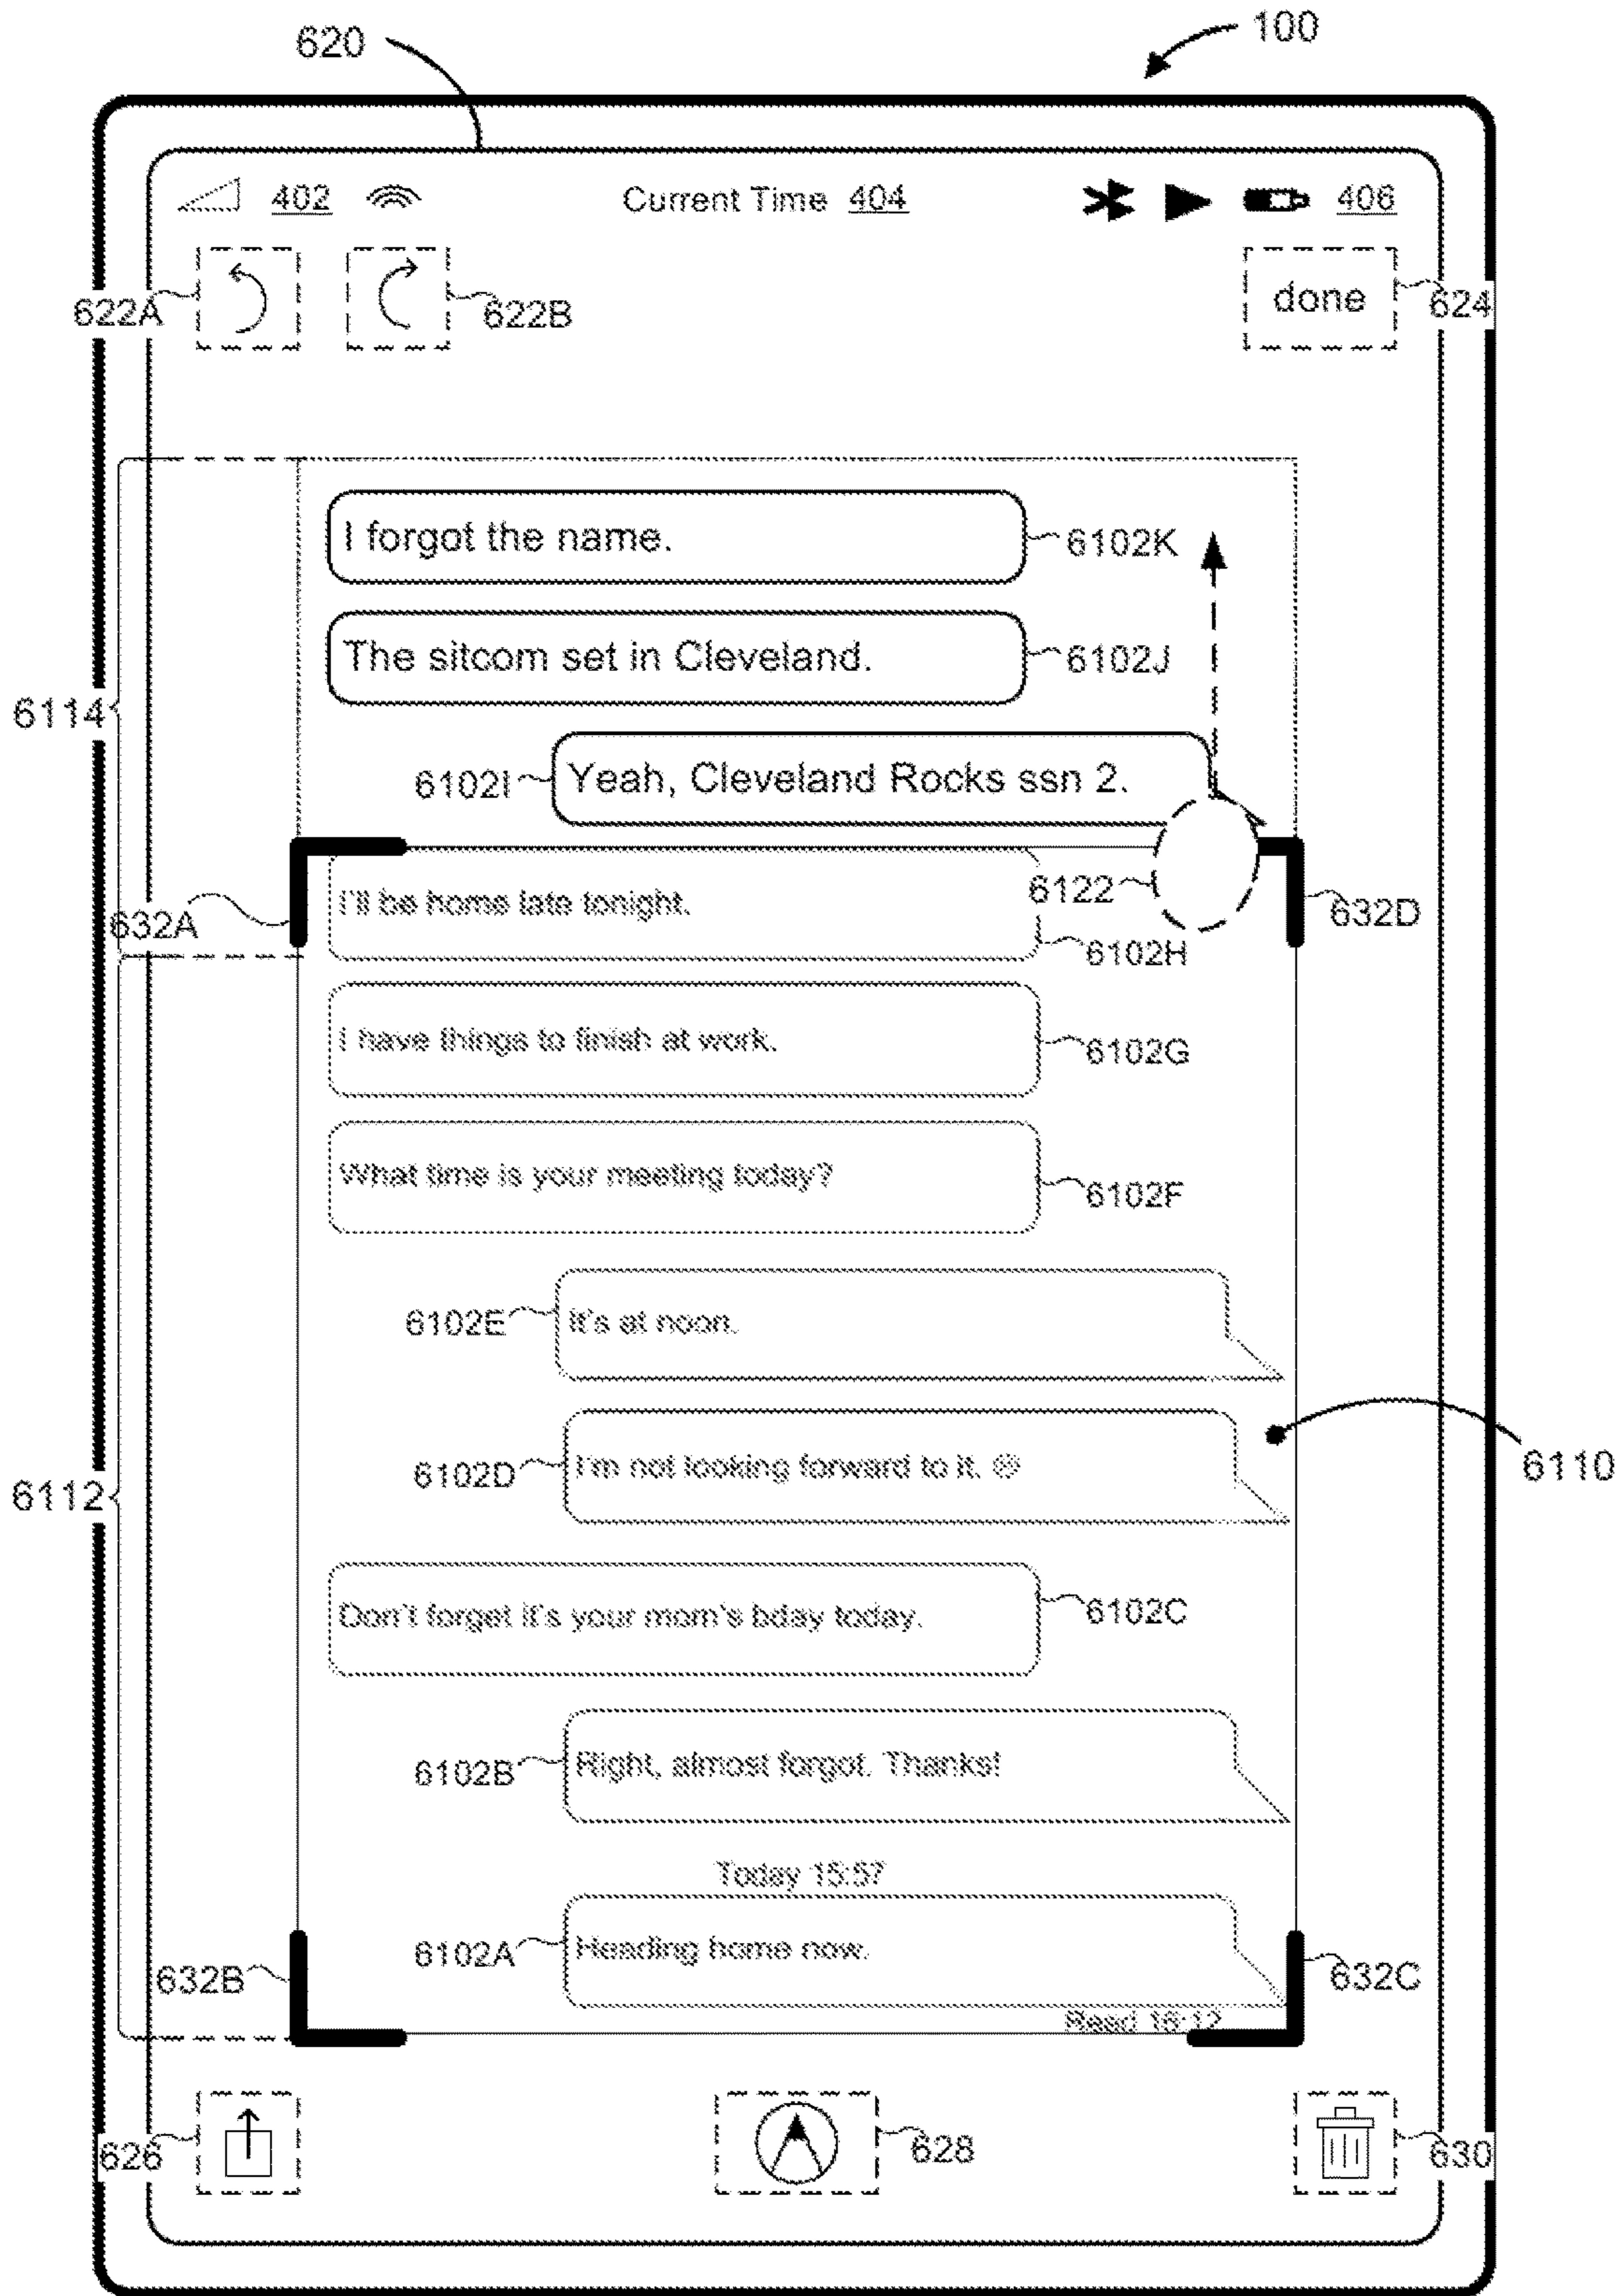 620
100
402 Current Time 404 406
622A 622B done 624
I forgot the name. 6102K
The sitcom set in Cleveland. 6102J
6114
6102I Yeah, Cleveland Rocks ssn 2.
632A I'll be home late tonight. 6122 632D
6102H
I have things to finish at work. 6102G
What time is your meeting today? 6102F
6102E It's at noon.
6102D I'm not looking forward to it. ☹ 6110
6112
Don't forget it's your mom's bday today. 6102C
6102B Right, almost forgot. Thanks!
Today 15:57
6102A Heading home now.
632B 632C
Read 16:12
626 628 630